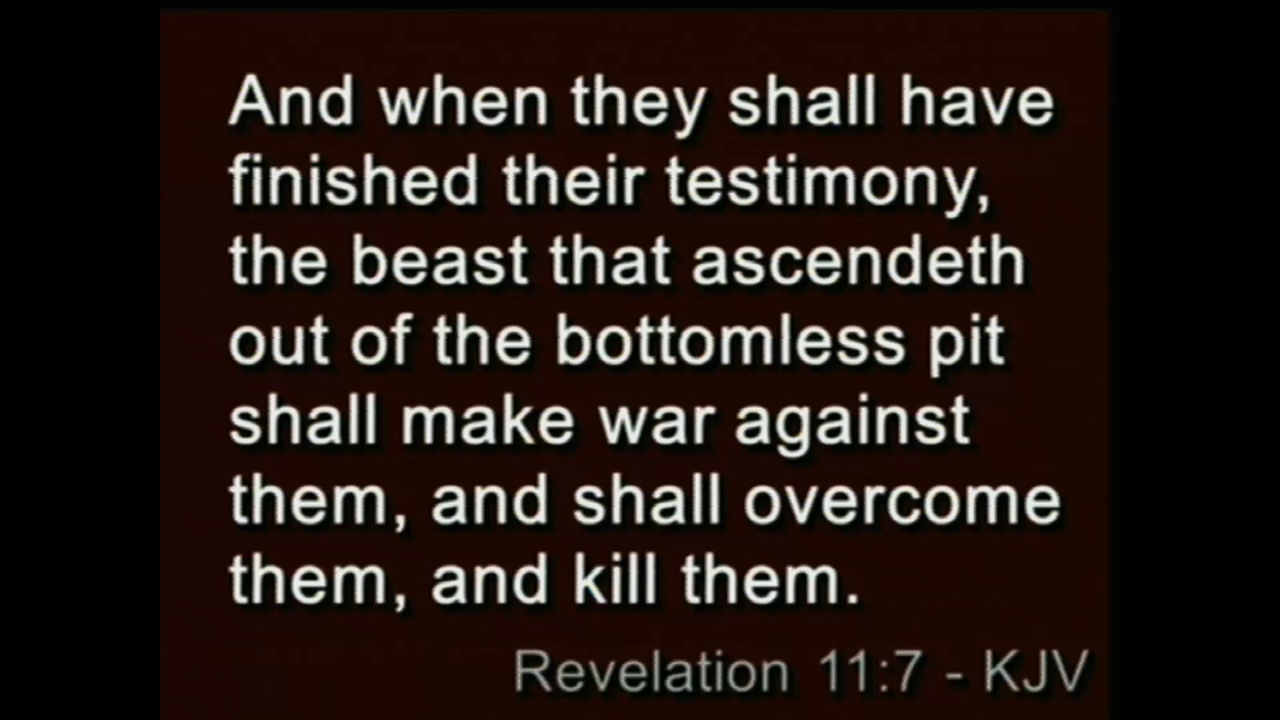 And when they shall have
finished their testimony,
the beast that ascendeth
out of the bottomless pit
shall make war against
them, and shall overcome
them, and kill them.
Revelation 11:7 - KJV